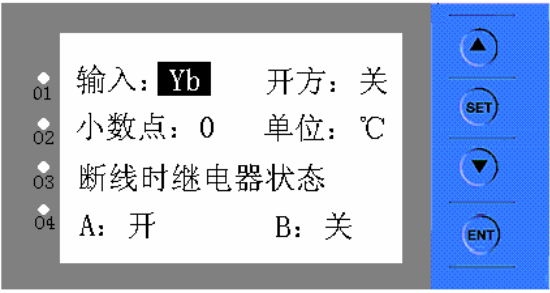 输入：Yb 开方：关
小数点：0 单位：℃
断线时继电器状态
A：开 B：关
01
02
03
04
SET
ENT